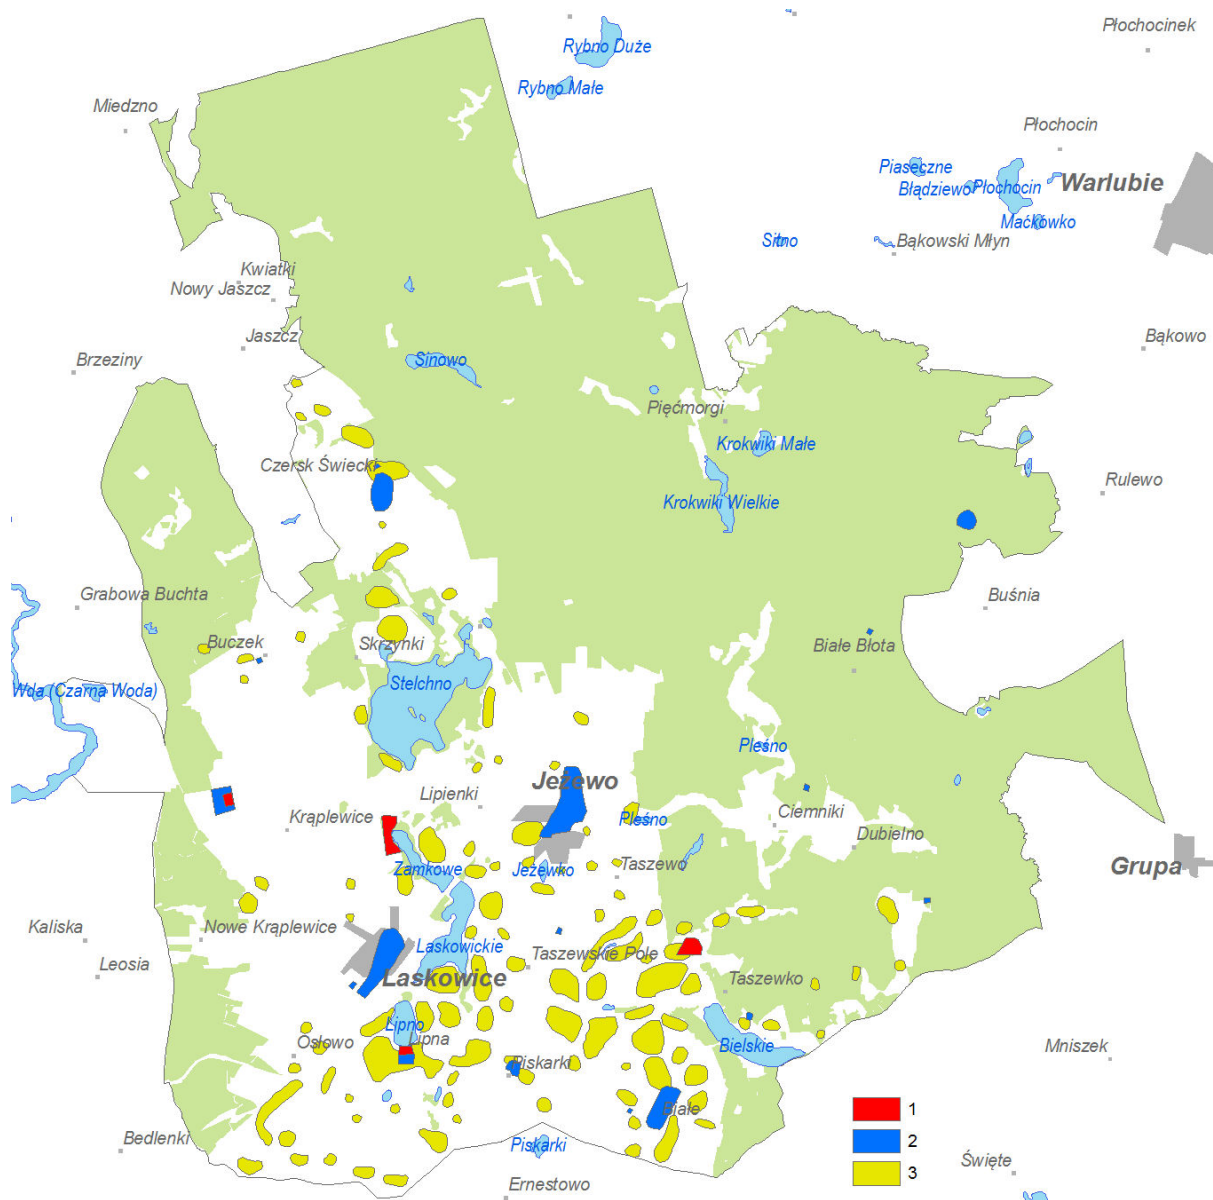 Płochocinek
Rybno Duże
Rybno Małe
Miedzno
Płochocin
Piaseczne
Błądziewo
Płochocin
Warlubie
Maćkówko
Sitno
Bąkowski Młyn
Kwiatki
Nowy Jaszcz
Jaszcz
Bąkowo
Brzeziny
Sinowo
Pięćmorgi
Krokwiki Małe
Czersk Świecki
Rulewo
Krokwiki Wielkie
Grabowa Buchta
Buśnia
Buczek
Skrzynki
Białe Błota
Wda (Czarna Woda)
Stelchno
Pleśno
Jeżewo
Lipienki
Ciemniki
Krąplewice
Pleśno
Dubielno
Zamkowe
Jeżewko
Taszewo
Grupa
Kaliska
Nowe Krąplewice
Laskowickie
Taszewskie Pole
Leosia
Laskowice
Taszewko
Lipno
Lipna
Osłowo
Bielskie
Mniszek
Piskarki
Białe
1
Bedlenki
Piskarki
2
Święte
3
Ernestowo